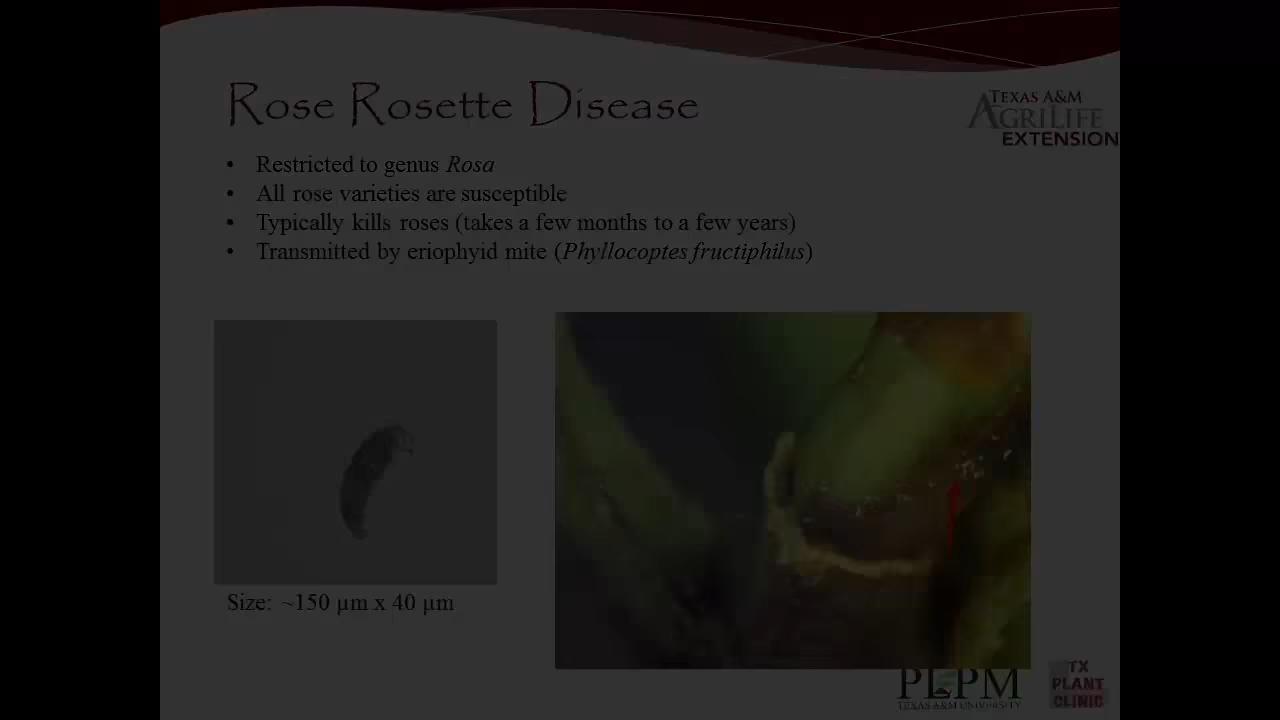 Rose Rosette Disease
TEXAS A&M
AGRILIFE
EXTENSION
• Restricted to genus Rosa
• All rose varieties are susceptible
• Typically kills roses (takes a few months to a few years)
• Transmitted by eriophyid mite (Phyllocoptes fructiphilus)
Size: ~150 µm x 40 µm
PLPM
TEXAS A&M UNIVERSITY
TX
PLANT
CLINIC